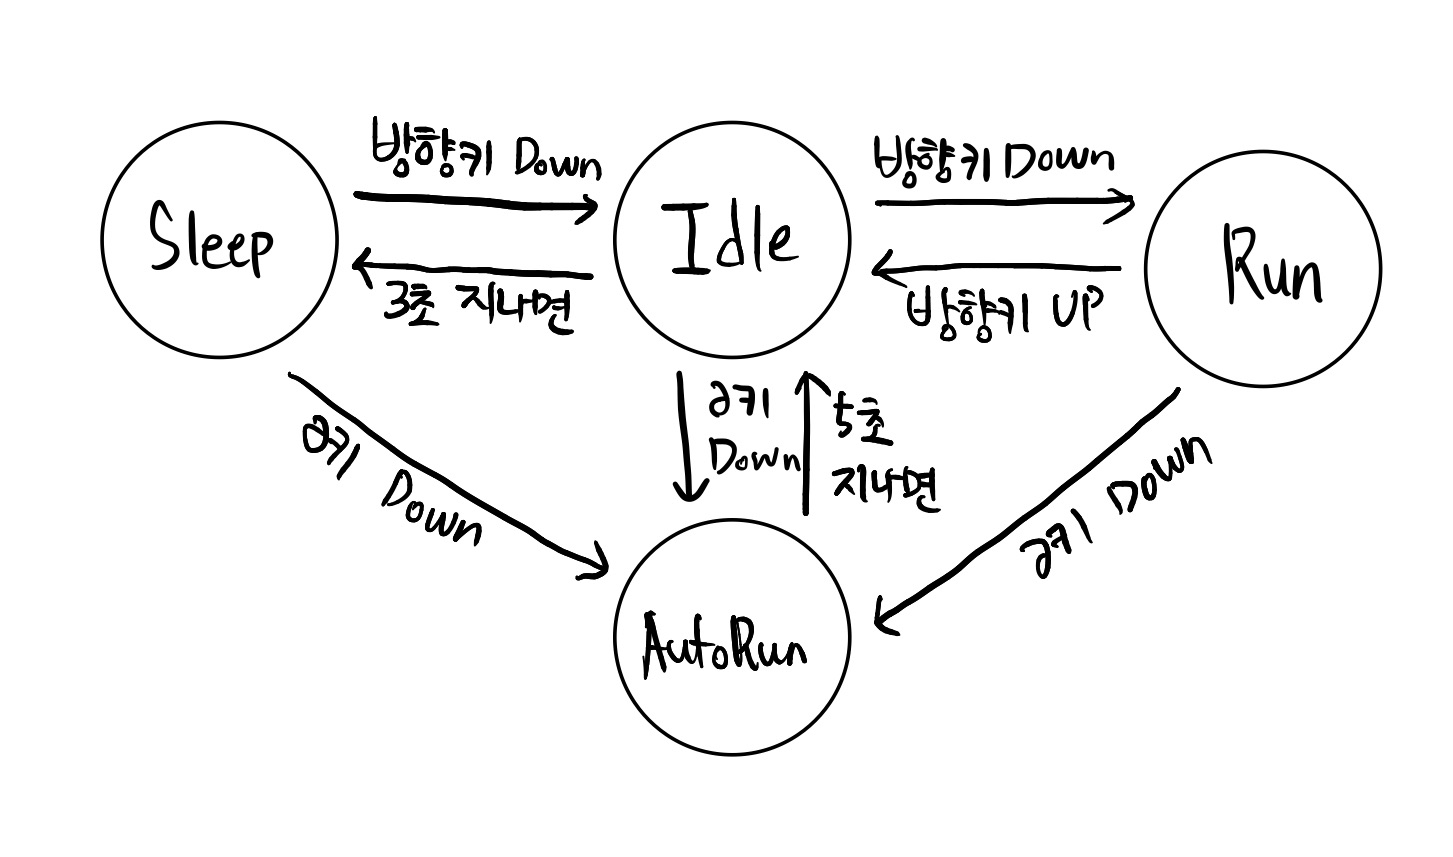 방향키 Down
방향키 Down
Sleep
Idle
Run
3초 지나면
방향키 UP
a키 Down
a키
Down
5초
지나면
a키 Down
AutoRun